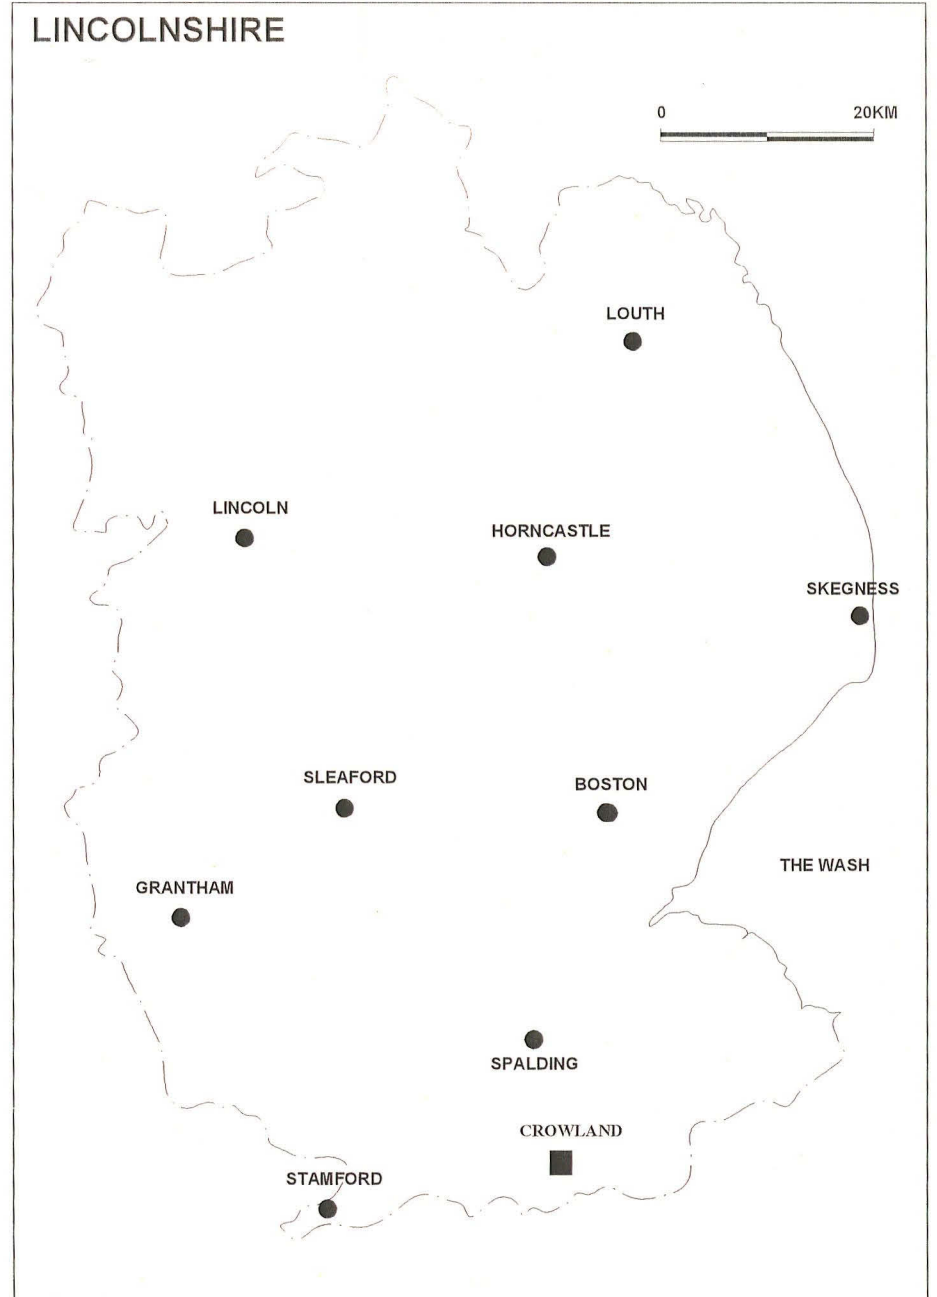 LINCOLNSHIRE
0 20KM
LOUTH
LINCOLN
HORNCASTLE
SKEGNESS
SLEAFORD
BOSTON
THE WASH
GRANTHAM
SPALDING
CROWLAND
STAMFORD